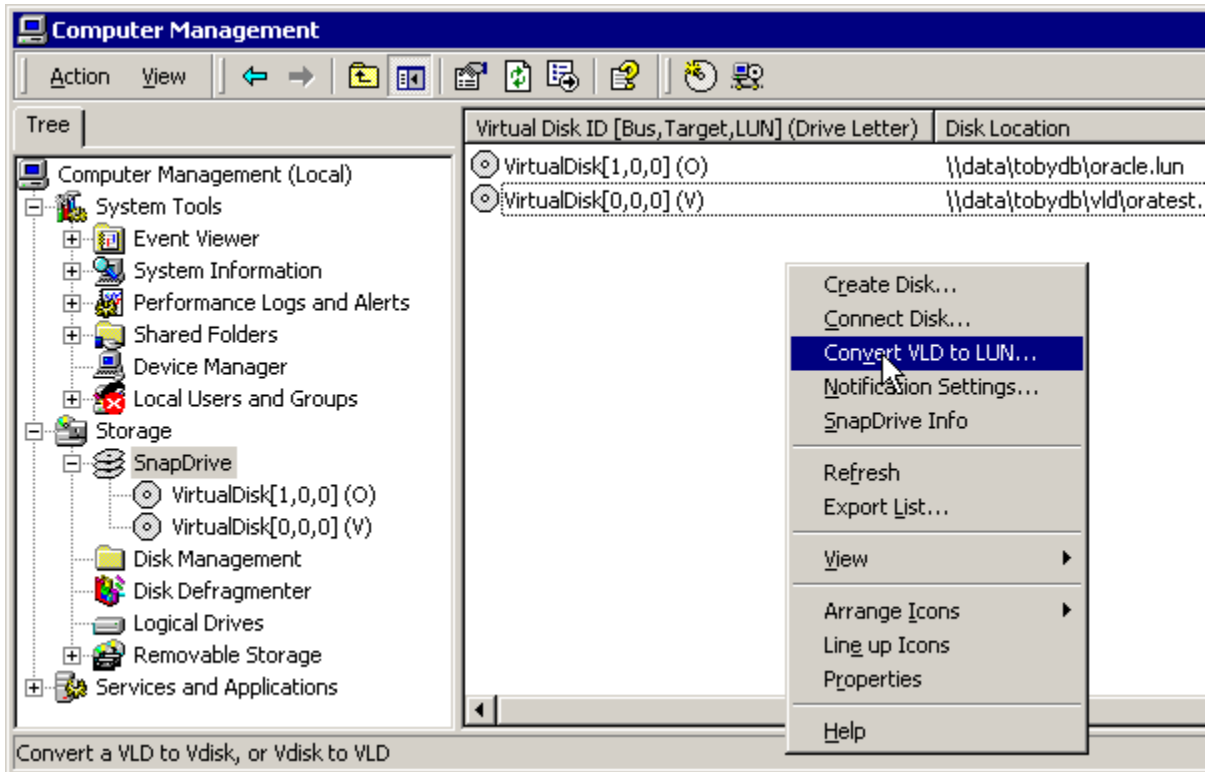 Computer Management
Action View
Tree
Virtual Disk ID [Bus,Target,LUN] (Drive Letter) Disk Location
Computer Management (Local)
System Tools
Event Viewer
System Information
Performance Logs and Alerts
Shared Folders
Device Manager
Local Users and Groups
Storage
SnapDrive
VirtualDisk[1,0,0] (O)
VirtualDisk[0,0,0] (V)
Disk Management
Disk Defragmenter
Logical Drives
Removable Storage
Services and Applications
VirtualDisk[1,0,0] (O) \\data\tobydb\oracle.lun
VirtualDisk[0,0,0] (V) \\data\tobydb\vld\oratest.
Create Disk...
Connect Disk...
Convert VLD to LUN...
Notification Settings...
SnapDrive Info
Refresh
Export List...
View
Arrange Icons
Line up Icons
Properties
Help
Convert a VLD to Vdisk, or Vdisk to VLD